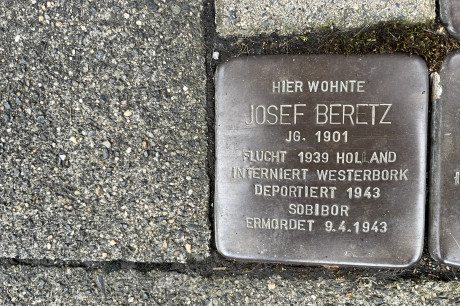 HIER WOHNTE
JOSEF BERETZ
JG. 1901
FLUCHT 1939 HOLLAND
INTERNIERT WESTERBORK
DEPORTIERT 1943
SOBIBOR
ERMORDET 9.4.1943